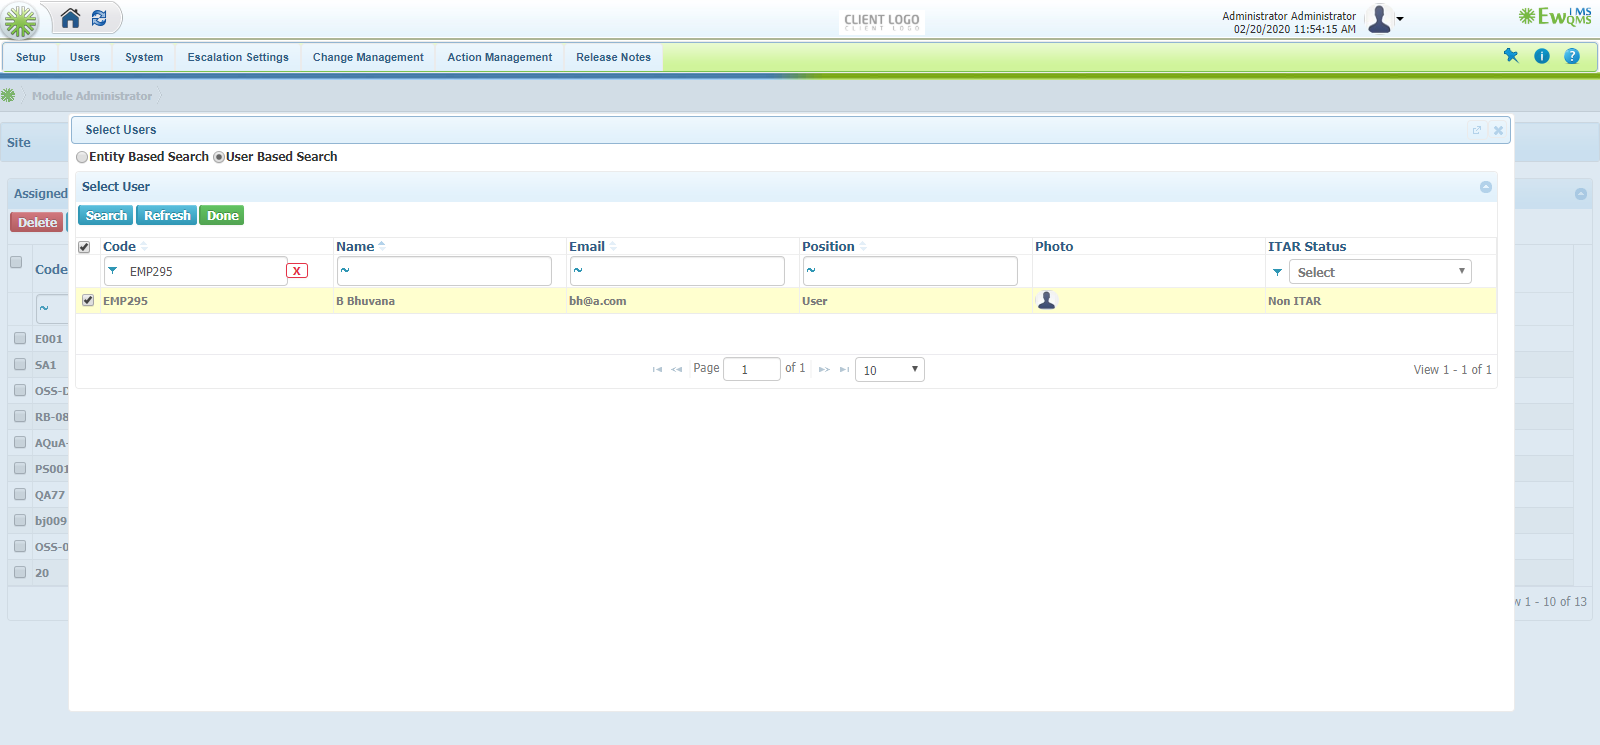 CLIENT LOGO
CLIENT LOGO
Administrator Administrator
02/20/2020 11:54:15 AM
EwQMS IMS
Setup Users System Escalation Settings Change Management Action Management Release Notes
Module Administrator
Site
Select Users
Entity Based Search User Based Search
Select User
Search Refresh Done
Code Name Email Position Photo ITAR Status
EMP295 X ~ ~ ~ Select
EMP295 B Bhuvana bh@a.com User Non ITAR
Page 1 of 1 10 View 1 - 1 of 1
Assigned
Delete
Code
~
E001
SA1
OSS-D
RB-08
AQuA-
PS001
QA77
bj009
OSS-0
20
w 1 - 10 of 13